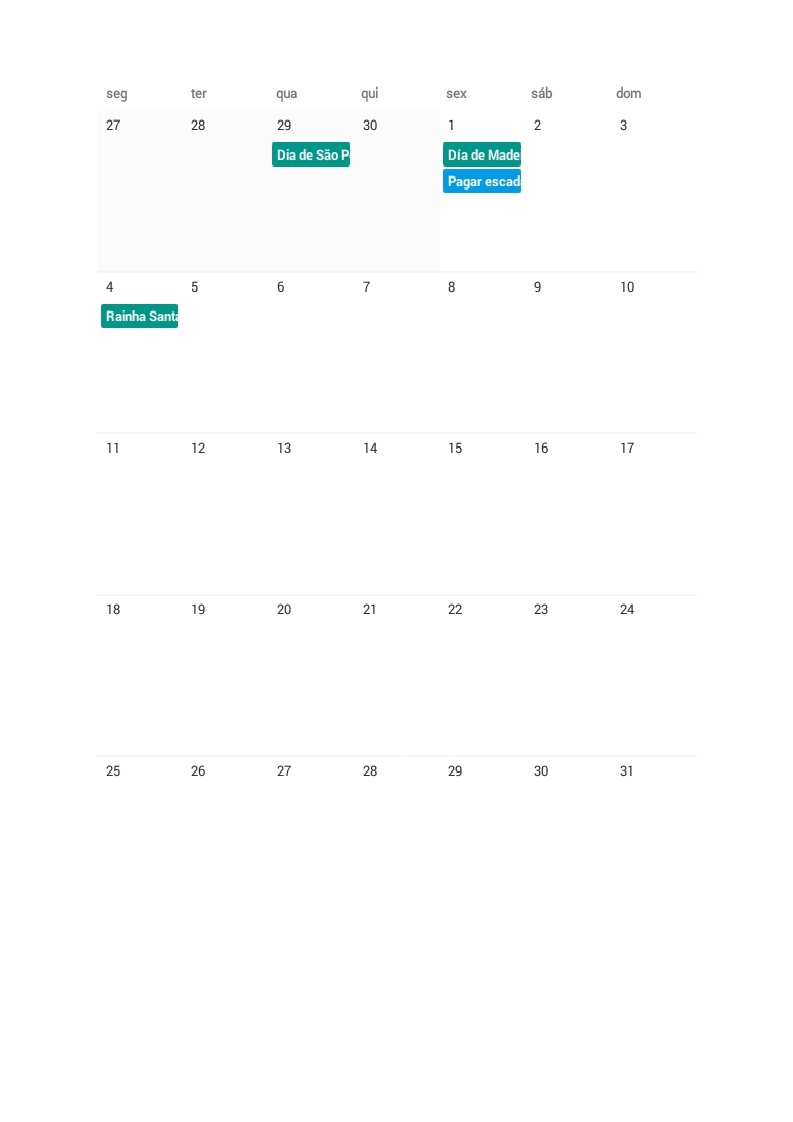 seg ter qua qui sex sáb dom
27 28 29 30 1 2 3
Dia de São P Día de Made
Pagar escad
4 5 6 7 8 9 10
Rainha Santa
11 12 13 14 15 16 17
18 19 20 21 22 23 24
25 26 27 28 29 30 31